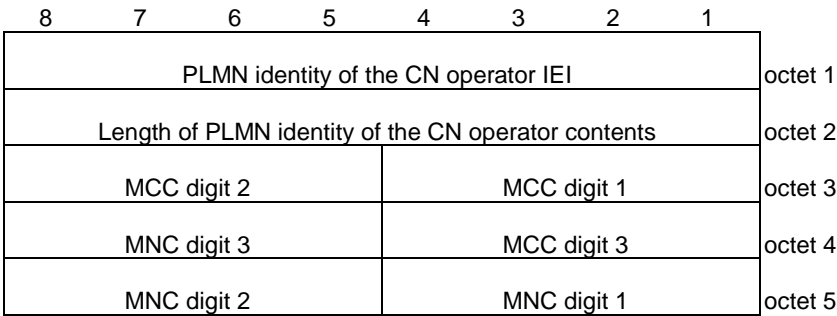 8 7 6 5 4 3 2 1
PLMN identity of the CN operator IEI octet 1
Length of PLMN identity of the CN operator contents octet 2
MCC digit 2 MCC digit 1 octet 3
MNC digit 3 MCC digit 3 octet 4
MNC digit 2 MNC digit 1 octet 5